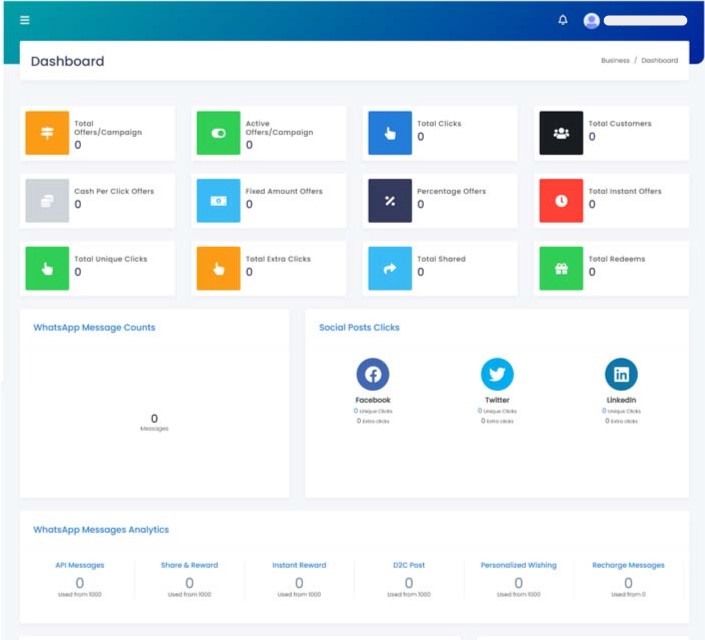 Dashboard
Business / Dashboard
Total
Offers/Campaign
0
Active
Offers/Campaign
0
Total Clicks
0
Total Customers
0
Cash Per Click Offers
0
Fixed Amount Offers
0
Percentage Offers
0
Total Instant Offers
0
Total Unique Clicks
0
Total Extra Clicks
0
Total Shared
0
Total Redeems
0
WhatsApp Message Counts
0
Messages
Social Posts Clicks
Facebook
0 Unique Clicks
0 Extra clicks
Twitter
0 Unique Clicks
0 Extra clicks
LinkedIn
0 Unique Clicks
0 Extra clicks
WhatsApp Messages Analytics
API Messages
0
Used from 1000
Share & Reward
0
Used from 1000
Instant Reward
0
Used from 1000
D2C Post
0
Used from 1000
Personalized Wishing
0
Used from 1000
Recharge Messages
0
Used from 0